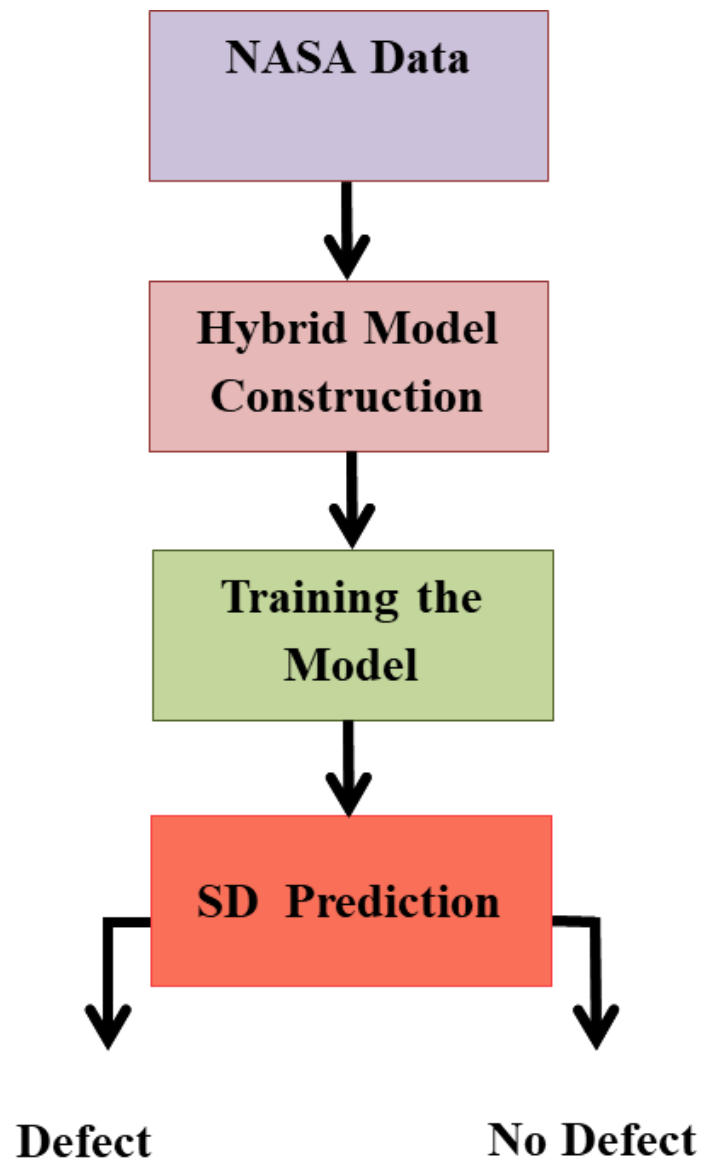 NASA Data
Hybrid Model
Construction
Training the
Model
SD Prediction
Defect
No Defect